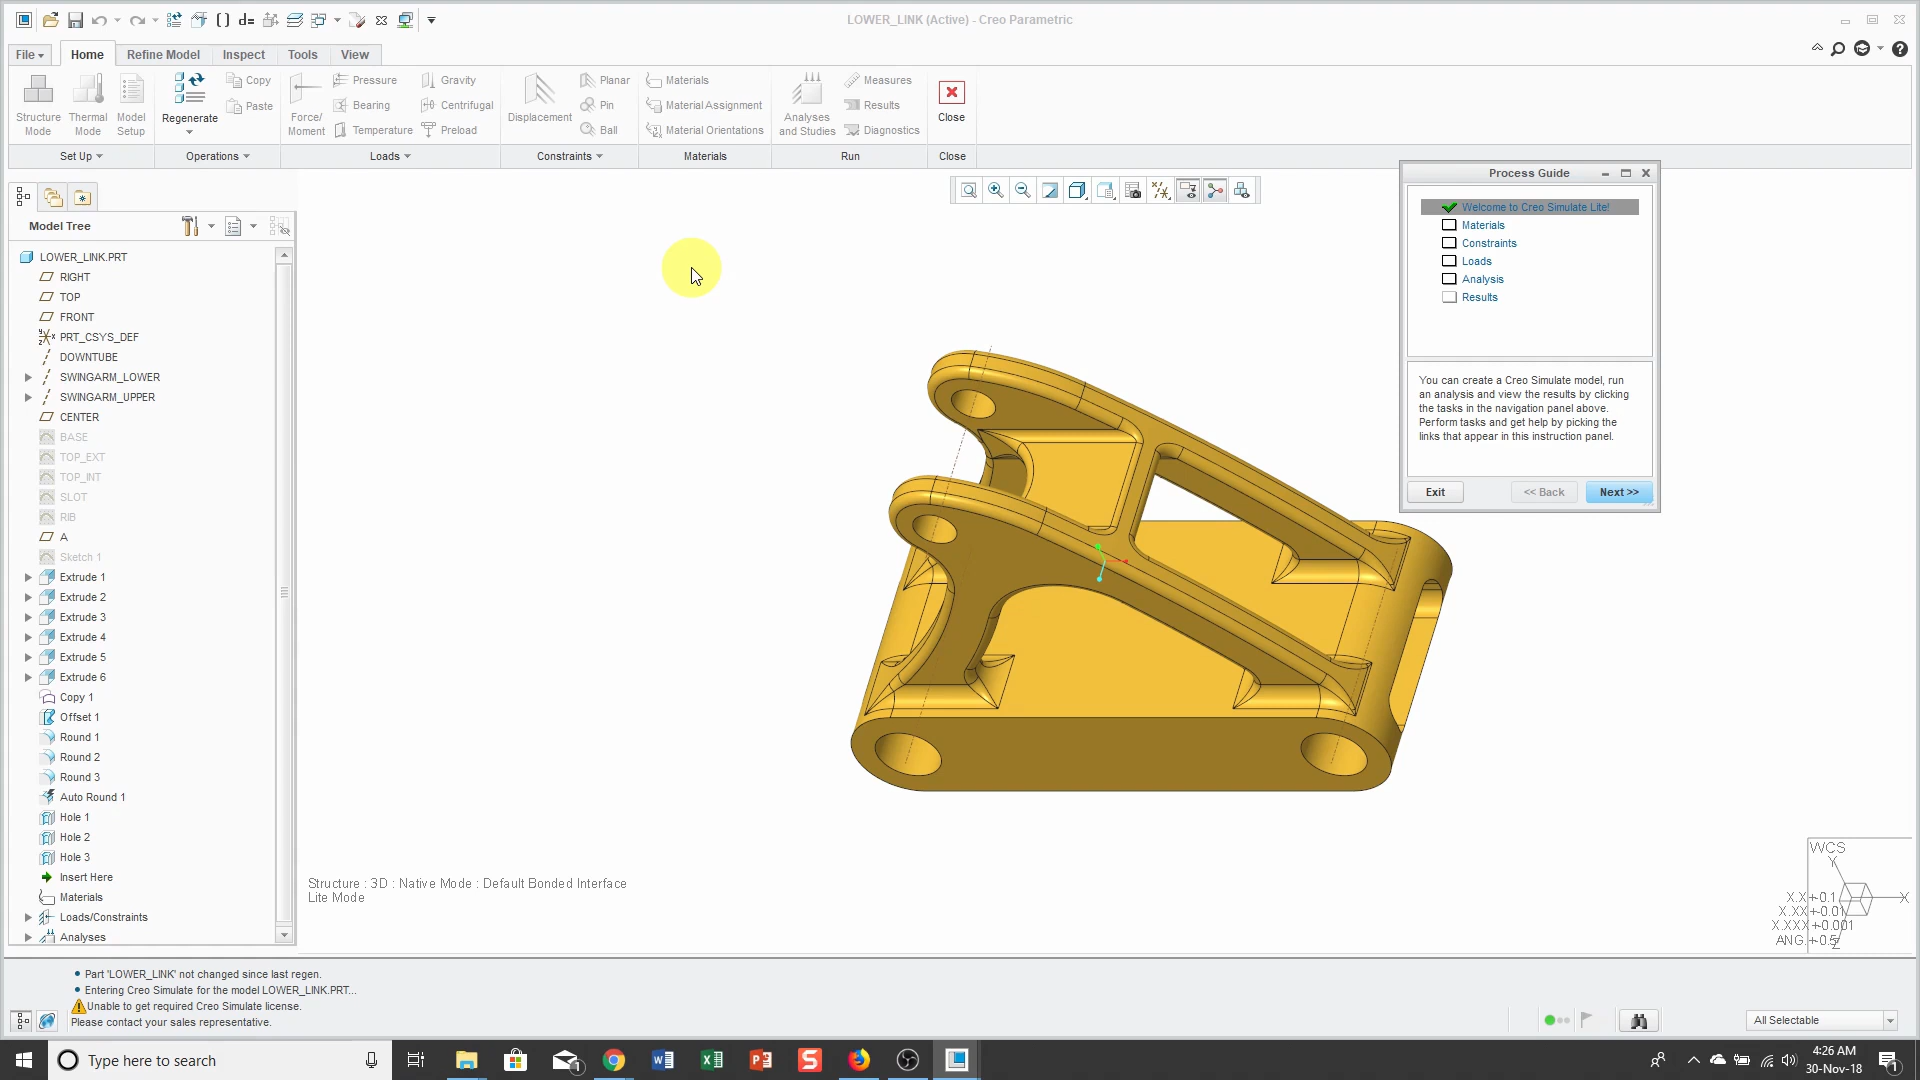 LOWER_LINK (Active) - Creo Parametric
File
Home
Refine Model
Inspect
Tools
View
Structure Mode
Thermal Mode
Model Setup
Regenerate
Copy
Paste
Force/Moment
Pressure
Bearing
Temperature
Gravity
Centrifugal
Preload
Displacement
Planar
Pin
Ball
Materials
Material Assignment
Material Orientations
Analyses and Studies
Measures
Results
Diagnostics
Close
Set Up
Operations
Loads
Constraints
Materials
Run
Close
Model Tree
LOWER_LINK.PRT
RIGHT
TOP
FRONT
PRT_CSYS_DEF
DOWNTUBE
SWINGARM_LOWER
SWINGARM_UPPER
CENTER
BASE
TOP_EXT
TOP_INT
SLOT
RIB
A
Sketch 1
Extrude 1
Extrude 2
Extrude 3
Extrude 4
Extrude 5
Extrude 6
Copy 1
Offset 1
Round 1
Round 2
Round 3
Auto Round 1
Hole 1
Hole 2
Hole 3
Insert Here
Materials
Loads/Constraints
Analyses
Process Guide
Welcome to Creo Simulate Lite!
Materials
Constraints
Loads
Analysis
Results
You can create a Creo Simulate model, run
an analysis and view the results by clicking
the tasks in the navigation panel above.
Perform tasks and get help by picking the
links that appear in this instruction panel.
Exit
<< Back
Next >>
Structure : 3D : Native Mode : Default Bonded Interface
Lite Mode
WCS
Y
X
Z
X.X+-0.1
X.XX+-0.01
X.XXX+-0.001
ANG.+-0.5
Part 'LOWER_LINK' not changed since last regen.
Entering Creo Simulate for the model LOWER_LINK.PRT...
Unable to get required Creo Simulate license.
Please contact your sales representative.
All Selectable
Type here to search
4:26 AM
30-Nov-18